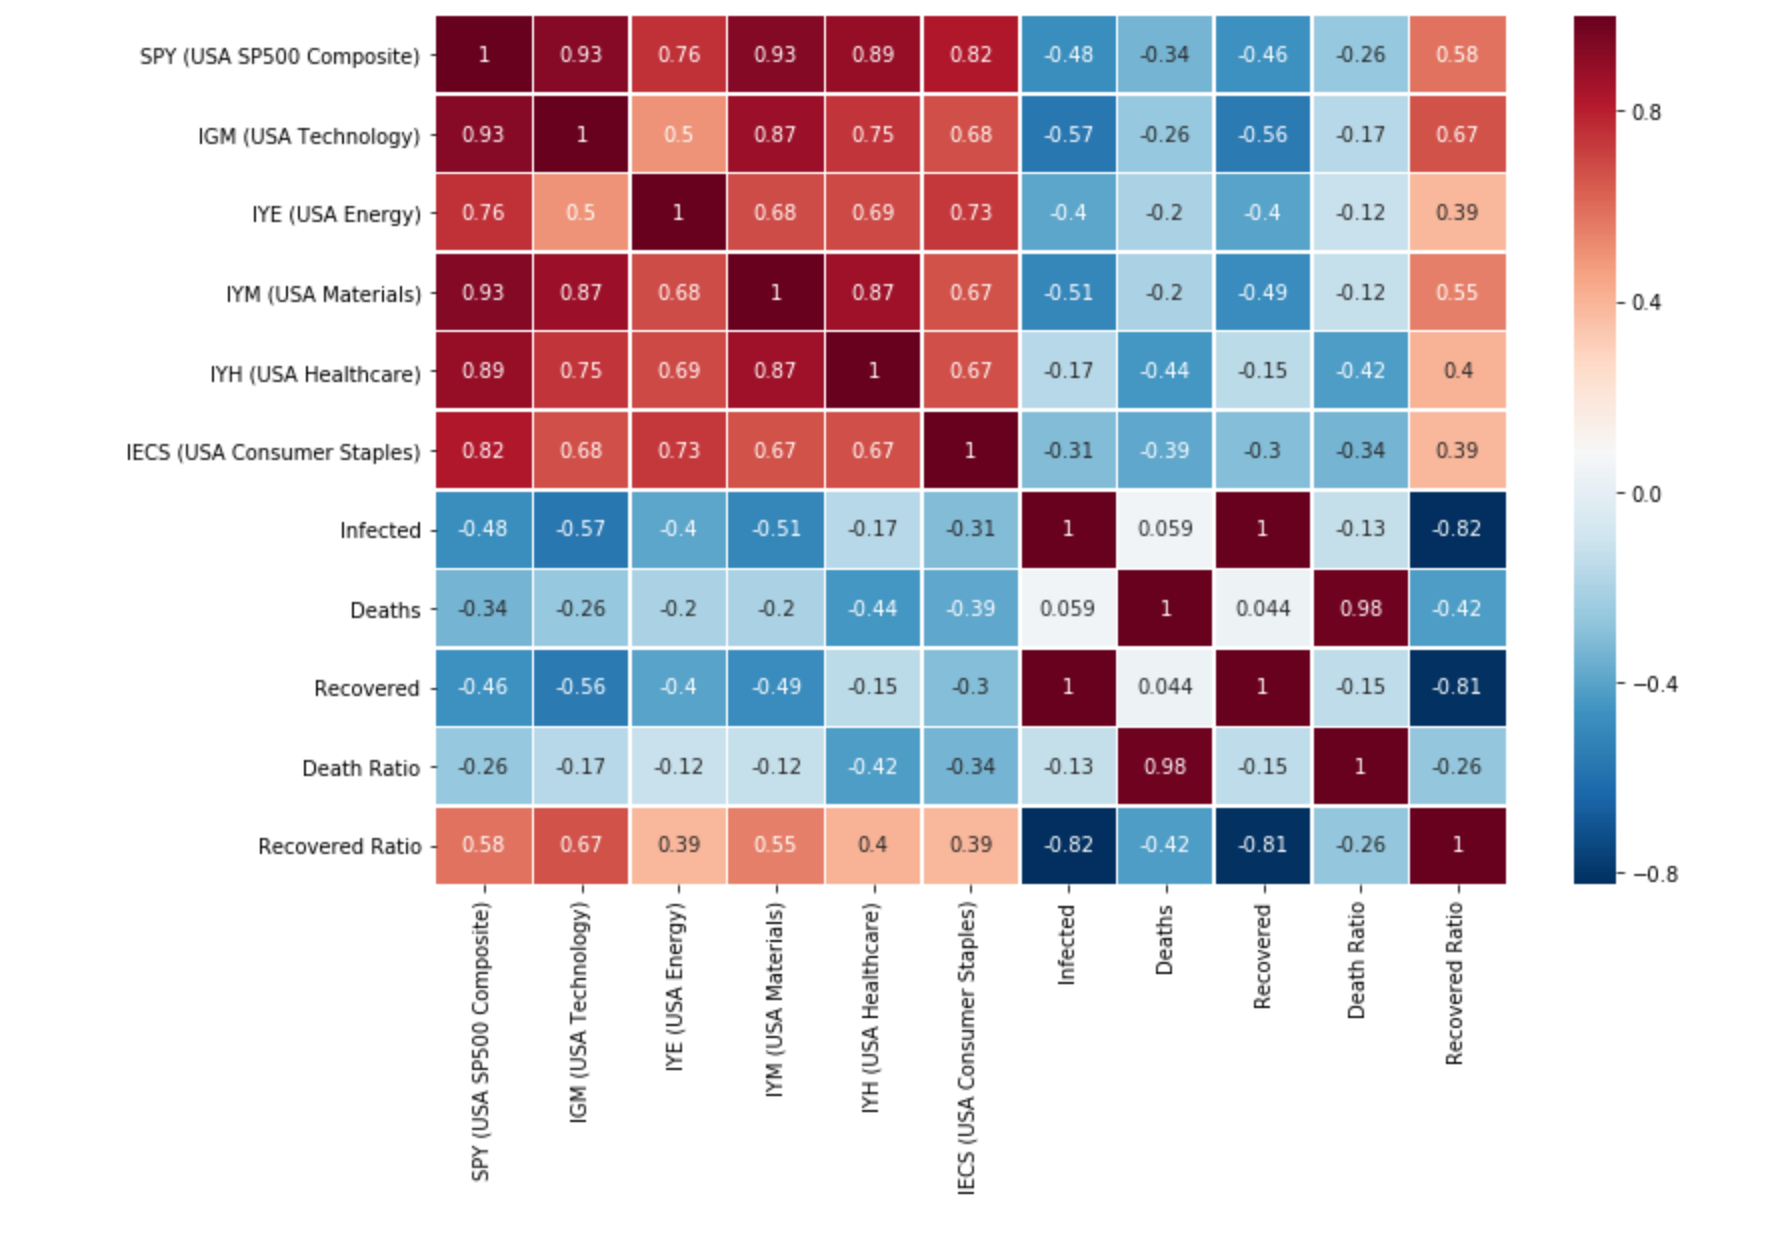 SPY (USA SP500 Composite) 1 0.93 0.76 0.93 0.89 0.82 -0.48 -0.34 -0.46 -0.26 0.58
IGM (USA Technology) 0.93 1 0.5 0.87 0.75 0.68 -0.57 -0.26 -0.56 -0.17 0.67
IYE (USA Energy) 0.76 0.5 1 0.68 0.69 0.73 -0.4 -0.2 -0.4 -0.12 0.39
IYM (USA Materials) 0.93 0.87 0.68 1 0.87 0.67 -0.51 -0.2 -0.49 -0.12 0.55
IYH (USA Healthcare) 0.89 0.75 0.69 0.87 1 0.67 -0.17 -0.44 -0.15 -0.42 0.4
IECS (USA Consumer Staples) 0.82 0.68 0.73 0.67 0.67 1 -0.31 -0.39 -0.3 -0.34 0.39
Infected -0.48 -0.57 -0.4 -0.51 -0.17 -0.31 1 0.059 1 -0.13 -0.82
Deaths -0.34 -0.26 -0.2 -0.2 -0.44 -0.39 0.059 1 0.044 0.98 -0.42
Recovered -0.46 -0.56 -0.4 -0.49 -0.15 -0.3 1 0.044 1 -0.15 -0.81
Death Ratio -0.26 -0.17 -0.12 -0.12 -0.42 -0.34 -0.13 0.98 -0.15 1 -0.26
Recovered Ratio 0.58 0.67 0.39 0.55 0.4 0.39 -0.82 -0.42 -0.81 -0.26 1
SPY (USA SP500 Composite)
IGM (USA Technology)
IYE (USA Energy)
IYM (USA Materials)
IYH (USA Healthcare)
IECS (USA Consumer Staples)
Infected
Deaths
Recovered
Death Ratio
Recovered Ratio
0.8
0.4
0.0
−0.4
−0.8